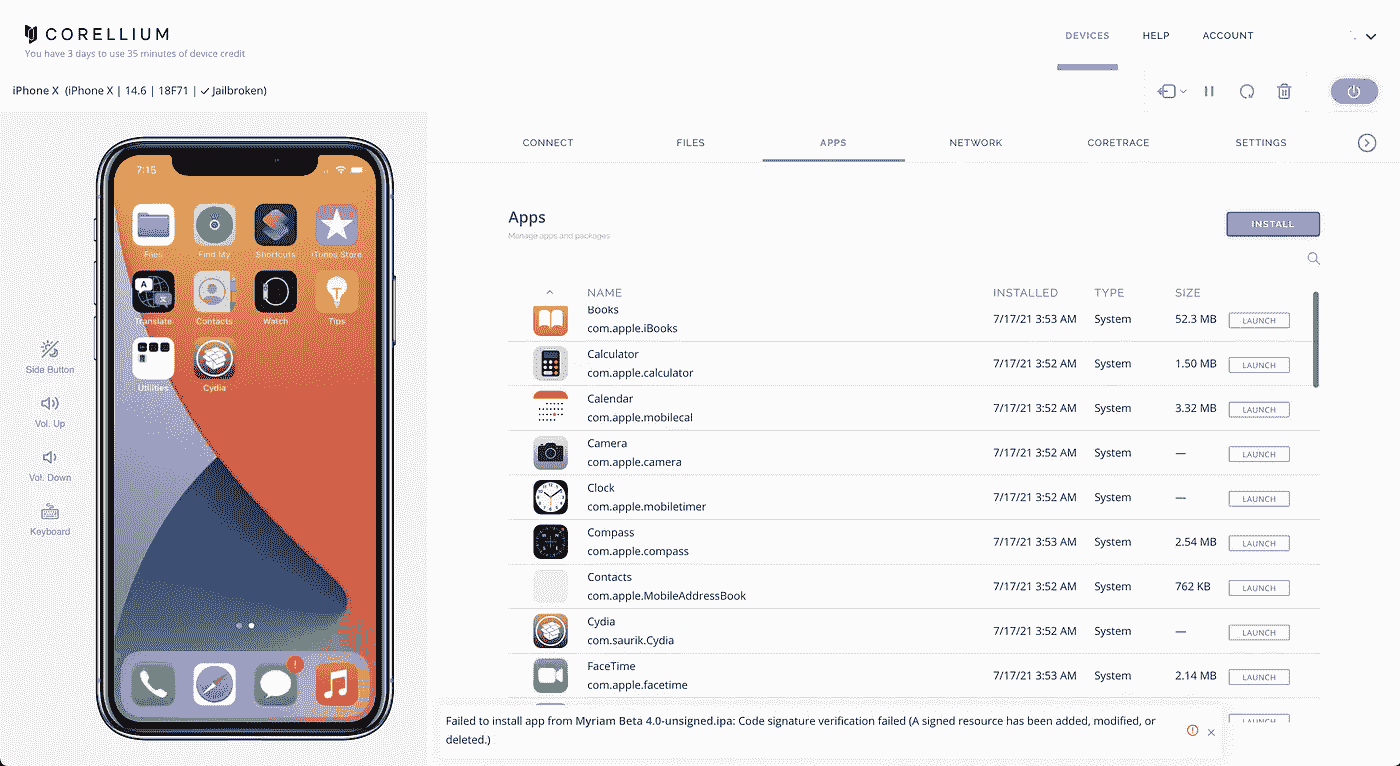 CORELLIUM
You have 3 days to use 35 minutes of device credit
DEVICES
HELP
ACCOUNT
iPhone X (iPhone X | 14.6 | 18F71 | ✓ Jailbroken)
CONNECT
FILES
APPS
NETWORK
CORETRACE
SETTINGS
7:15
Files
Find My
Shortcuts
iTunes Store
Translate
Contacts
Watch
Tips
Utilities
Cydia
Side Button
Vol. Up
Vol. Down
Keyboard
Apps
Manage apps and packages
INSTALL
NAME INSTALLED TYPE SIZE
Books
com.apple.iBooks
7/17/21 3:53 AM System 52.3 MB LAUNCH
Calculator
com.apple.calculator
7/17/21 3:52 AM System 1.50 MB LAUNCH
Calendar
com.apple.mobilecal
7/17/21 3:52 AM System 3.32 MB LAUNCH
Camera
com.apple.camera
7/17/21 3:52 AM System — LAUNCH
Clock
com.apple.mobiletimer
7/17/21 3:52 AM System — LAUNCH
Compass
com.apple.compass
7/17/21 3:53 AM System 2.54 MB LAUNCH
Contacts
com.apple.MobileAddressBook
7/17/21 3:52 AM System 762 KB LAUNCH
Cydia
com.saurik.Cydia
7/17/21 3:52 AM System — LAUNCH
FaceTime
com.apple.facetime
7/17/21 3:53 AM System 2.14 MB LAUNCH
LAUNCH
Failed to install app from Myriam Beta 4.0-unsigned.ipa: Code signature verification failed (A signed resource has been added, modified, or
deleted.)